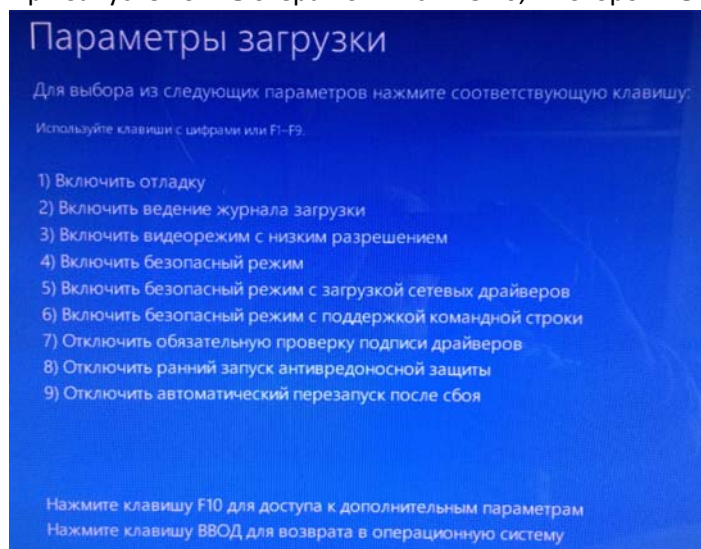 Параметры загрузки
Для выбора из следующих параметров нажмите соответствующую клавишу:
Используйте клавиши с цифрами или F1–F9.
1) Включить отладку
2) Включить ведение журнала загрузки
3) Включить видеорежим с низким разрешением
4) Включить безопасный режим
5) Включить безопасный режим с загрузкой сетевых драйверов
6) Включить безопасный режим с поддержкой командной строки
7) Отключить обязательную проверку подписи драйверов
8) Отключить ранний запуск антивредоносной защиты
9) Отключить автоматический перезапуск после сбоя
Нажмите клавишу F10 для доступа к дополнительным параметрам
Нажмите клавишу ВВОД для возврата в операционную систему